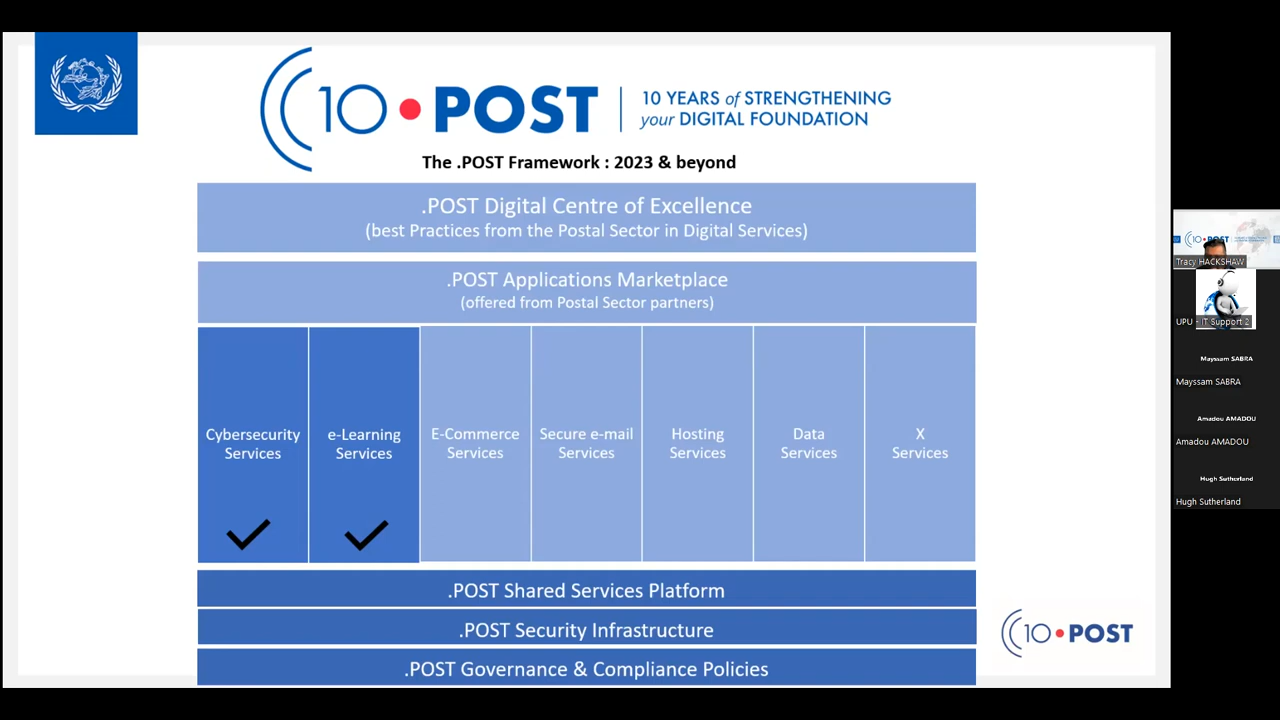 10 POST
10 YEARS of STRENGTHENING
your DIGITAL FOUNDATION
The .POST Framework : 2023 & beyond
.POST Digital Centre of Excellence
(best Practices from the Postal Sector in Digital Services)
.POST Applications Marketplace
(offered from Postal Sector partners)
Cybersecurity
Services
e-Learning
Services
E-Commerce
Services
Secure e-mail
Services
Hosting
Services
Data
Services
X
Services
.POST Shared Services Platform
.POST Security Infrastructure
.POST Governance & Compliance Policies
10 POST
10 POST
Tracy HACKSHAW
UPU - IT Support 2
Mayssam SABRA
Mayssam SABRA
Amadou AMADOU
Amadou AMADOU
Hugh Sutherland
Hugh Sutherland